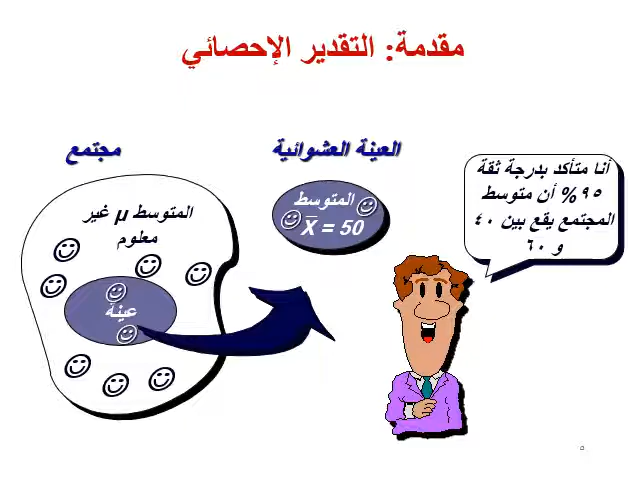 مقدمة: التقدير الإحصائي
العينة العشوائية
مجتمع
أنا متأكد بدرجة ثقة
٩٥% أن متوسط
المجتمع يقع بين ٤٠
و ٦٠
المتوسط
X̅ = 50
المتوسط μ غير
معلوم
عينة
٥